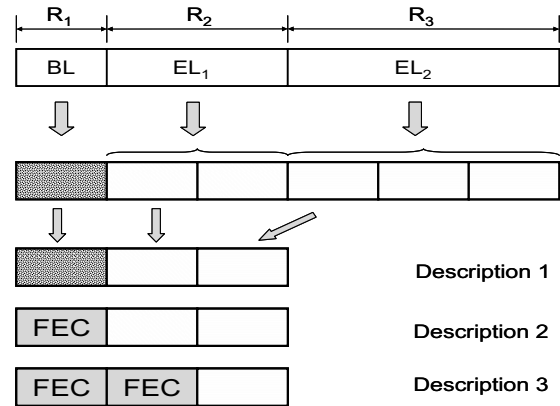 R₁ R₂ R₃
BL EL₁ EL₂
Description 1
FEC Description 2
FEC FEC Description 3